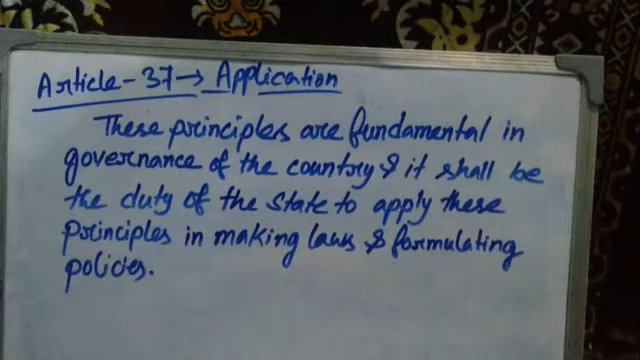 Article-37→ Application
These principles are fundamental in
governance of the country & it shall be
the duty of the State to apply these
principles in making laws & formulating
policies.